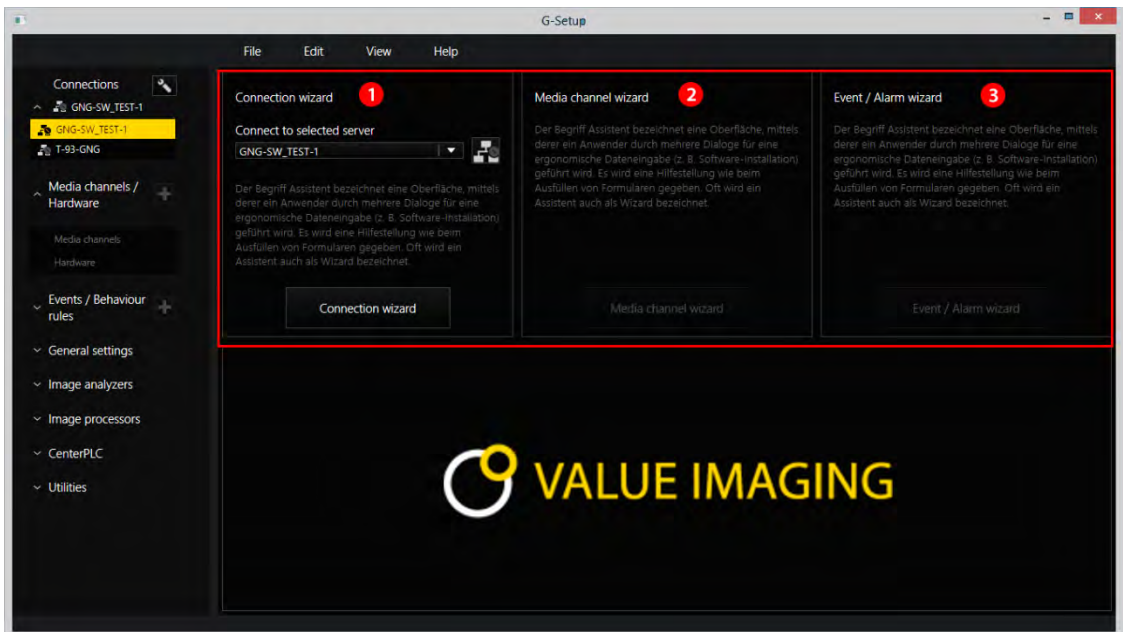 G-Setup
File Edit View Help
Connections
GNG-SW_TEST-1
GNG-SW_TEST-1
T-93-GNG
Media channels /
Hardware
Media channels
Hardware
Events / Behaviour
rules
General settings
Image analyzers
Image processors
CenterPLC
Utilities
Connection wizard 1
Connect to selected server
GNG-SW_TEST-1
Der Begriff Assistent bezeichnet eine Oberfläche, mittels
derer ein Anwender durch mehrere Dialoge für eine
ergonomische Dateneingabe (z. B. Software-Installation)
geführt wird. Es wird eine Hilfestellung wie beim
Ausfüllen von Formularen gegeben. Oft wird ein
Assistent auch als Wizard bezeichnet.
Connection wizard
Media channel wizard 2
Der Begriff Assistent bezeichnet eine Oberfläche, mittels
derer ein Anwender durch mehrere Dialoge für eine
ergonomische Dateneingabe (z. B. Software-Installation)
geführt wird. Es wird eine Hilfestellung wie beim
Ausfüllen von Formularen gegeben. Oft wird ein
Assistent auch als Wizard bezeichnet.
Media channel wizard
Event / Alarm wizard 3
Der Begriff Assistent bezeichnet eine Oberfläche, mittels
derer ein Anwender durch mehrere Dialoge für eine
ergonomische Dateneingabe (z. B. Software-Installation)
geführt wird. Es wird eine Hilfestellung wie beim
Ausfüllen von Formularen gegeben. Oft wird ein
Assistent auch als Wizard bezeichnet.
Event / Alarm wizard
VALUE IMAGING